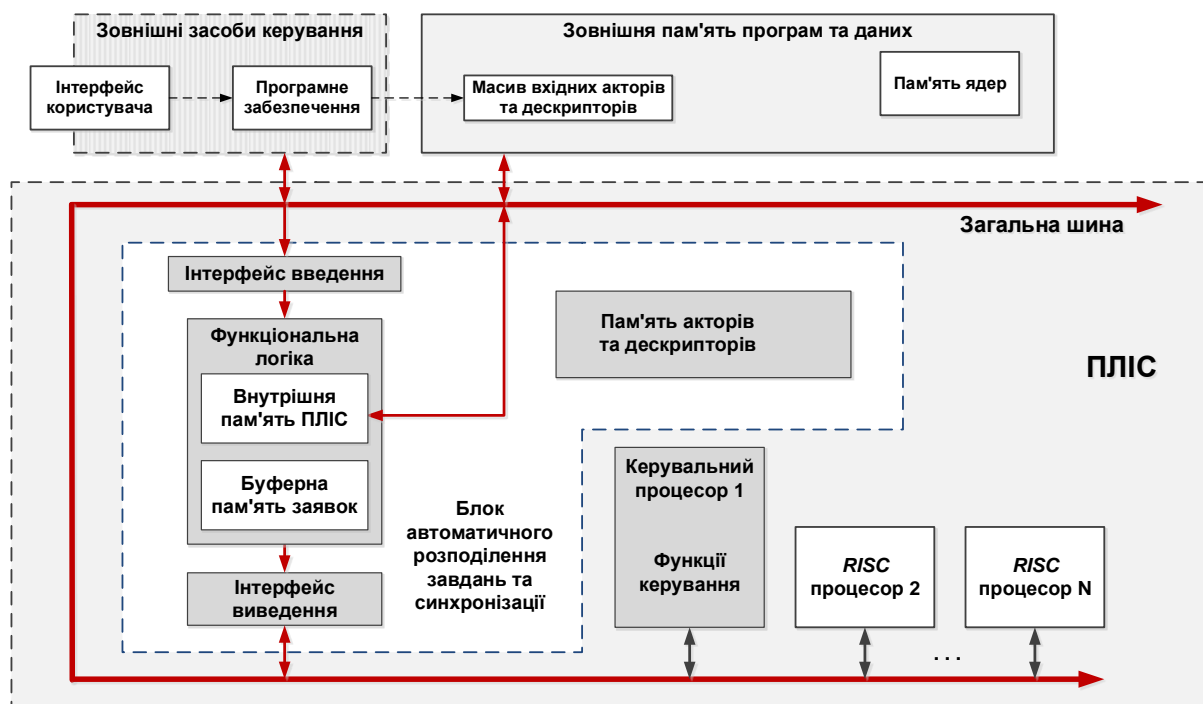 Зовнішні засоби керування
Інтерфейс
користувача
Програмне
забезпечення
Зовнішня пам'ять програм та даних
Масив вхідних акторів
та дескрипторів
Пам'ять ядер
Загальна шина
Інтерфейс введення
Функціональна
логіка
Внутрішня
пам'ять ПЛІС
Буферна
пам'ять заявок
Інтерфейс
виведення
Пам'ять акторів
та дескрипторів
ПЛІС
Блок
автоматичного
розподілення
завдань та
синхронізації
Керувальний
процесор 1
Функції
керування
RISC
процесор 2
. . .
RISC
процесор N